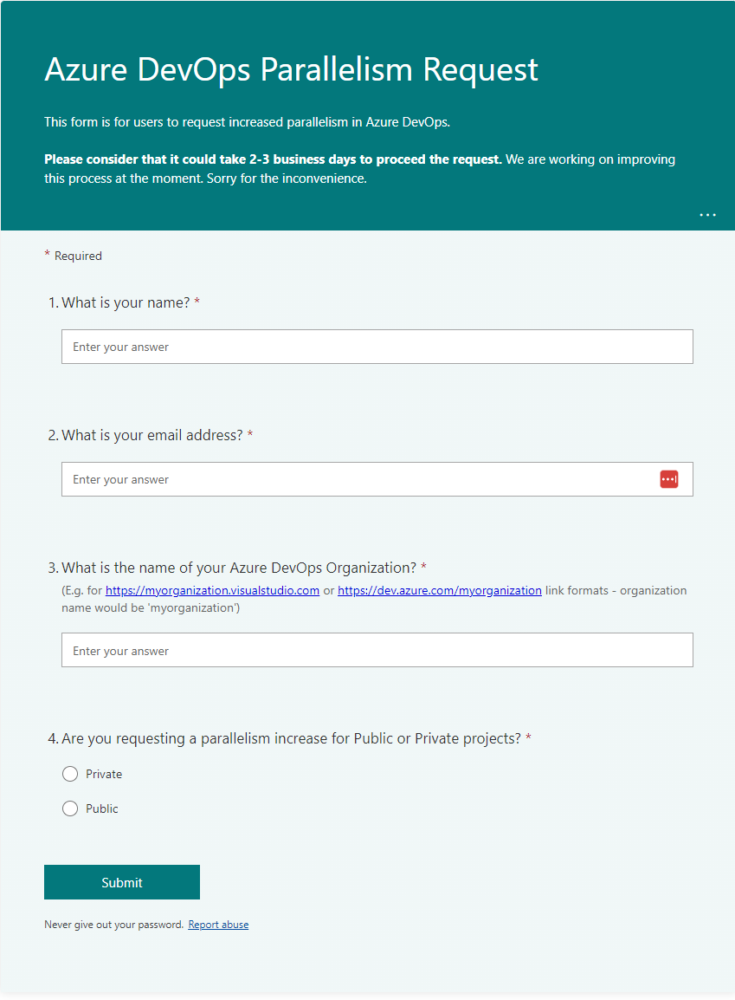 Azure DevOps Parallelism Request
This form is for users to request increased parallelism in Azure DevOps.
Please consider that it could take 2-3 business days to proceed the request. We are working on improving
this process at the moment. Sorry for the inconvenience.
...
* Required
1. What is your name? *
Enter your answer
2. What is your email address? *
Enter your answer
3. What is the name of your Azure DevOps Organization? *
(E.g. for https://myorganization.visualstudio.com or https://dev.azure.com/myorganization link formats - organization
name would be 'myorganization')
Enter your answer
4. Are you requesting a parallelism increase for Public or Private projects? *
Private
Public
Submit
Never give out your password. Report abuse